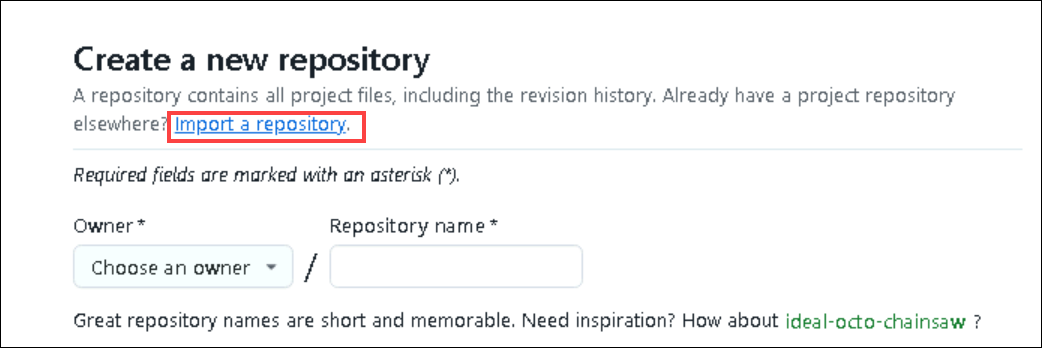 Create a new repository
A repository contains all project files, including the revision history. Already have a project repository
elsewhere? Import a repository.
Required fields are marked with an asterisk (*).
Owner * Repository name *
Choose an owner /
Great repository names are short and memorable. Need inspiration? How about ideal-octo-chainsaw ?